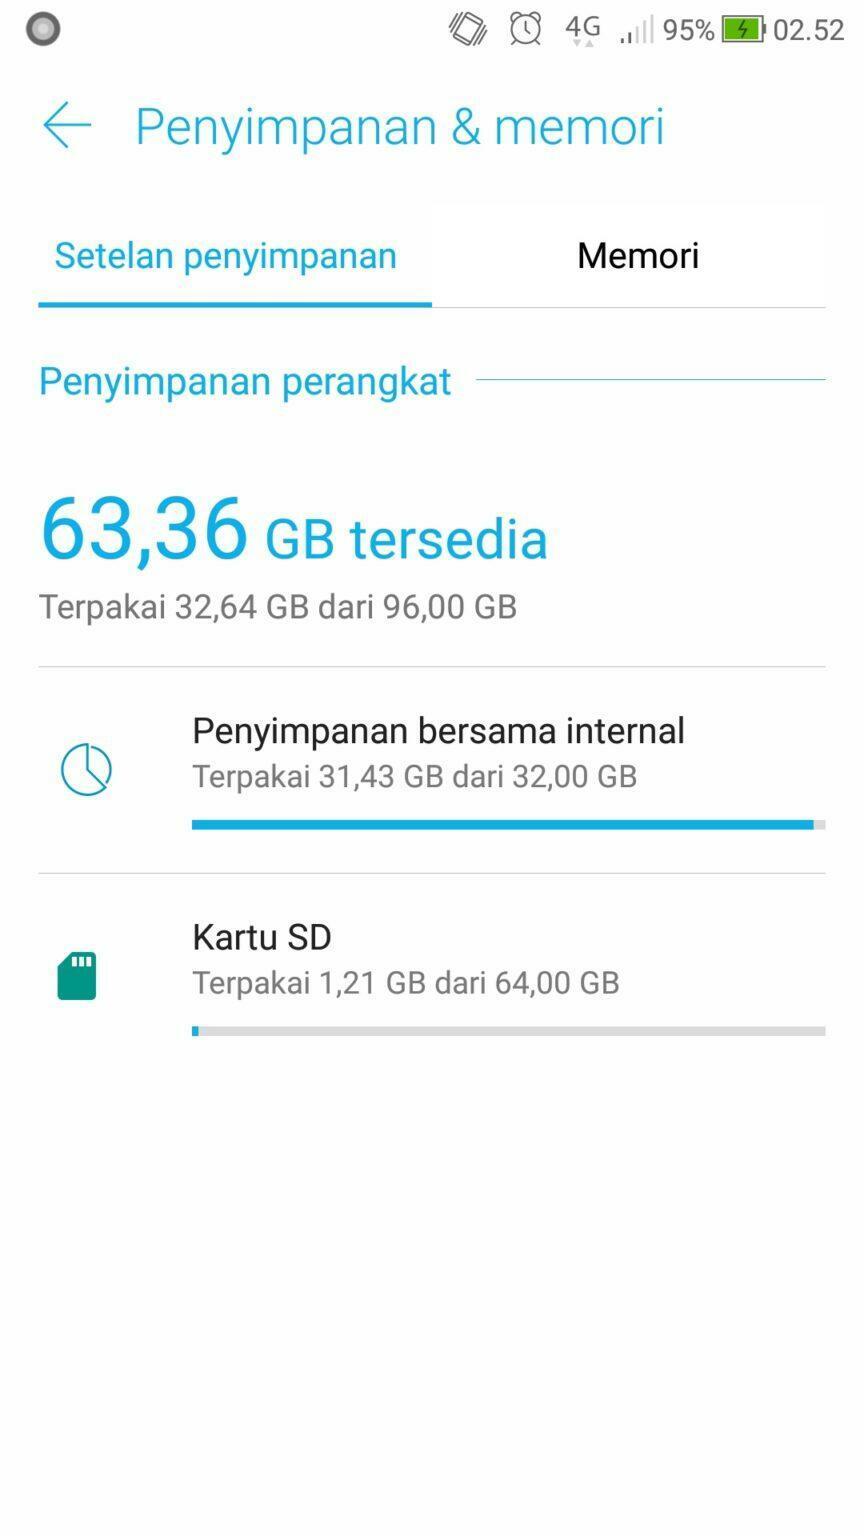 4G 95% 02.52
Penyimpanan & memori
Setelan penyimpanan Memori
Penyimpanan perangkat
63,36 GB tersedia
Terpakai 32,64 GB dari 96,00 GB
Penyimpanan bersama internal
Terpakai 31,43 GB dari 32,00 GB
Kartu SD
Terpakai 1,21 GB dari 64,00 GB